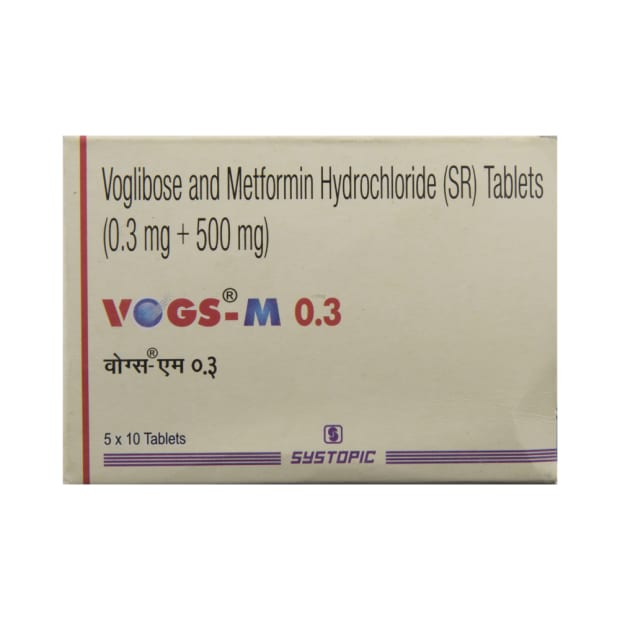 Voglibose and Metformin Hydrochloride (SR) Tablets
(0.3 mg + 500 mg)
VOGS®-M 0.3
वोग्स®-एम ०.३
5 x 10 Tablets
SYSTOPIC